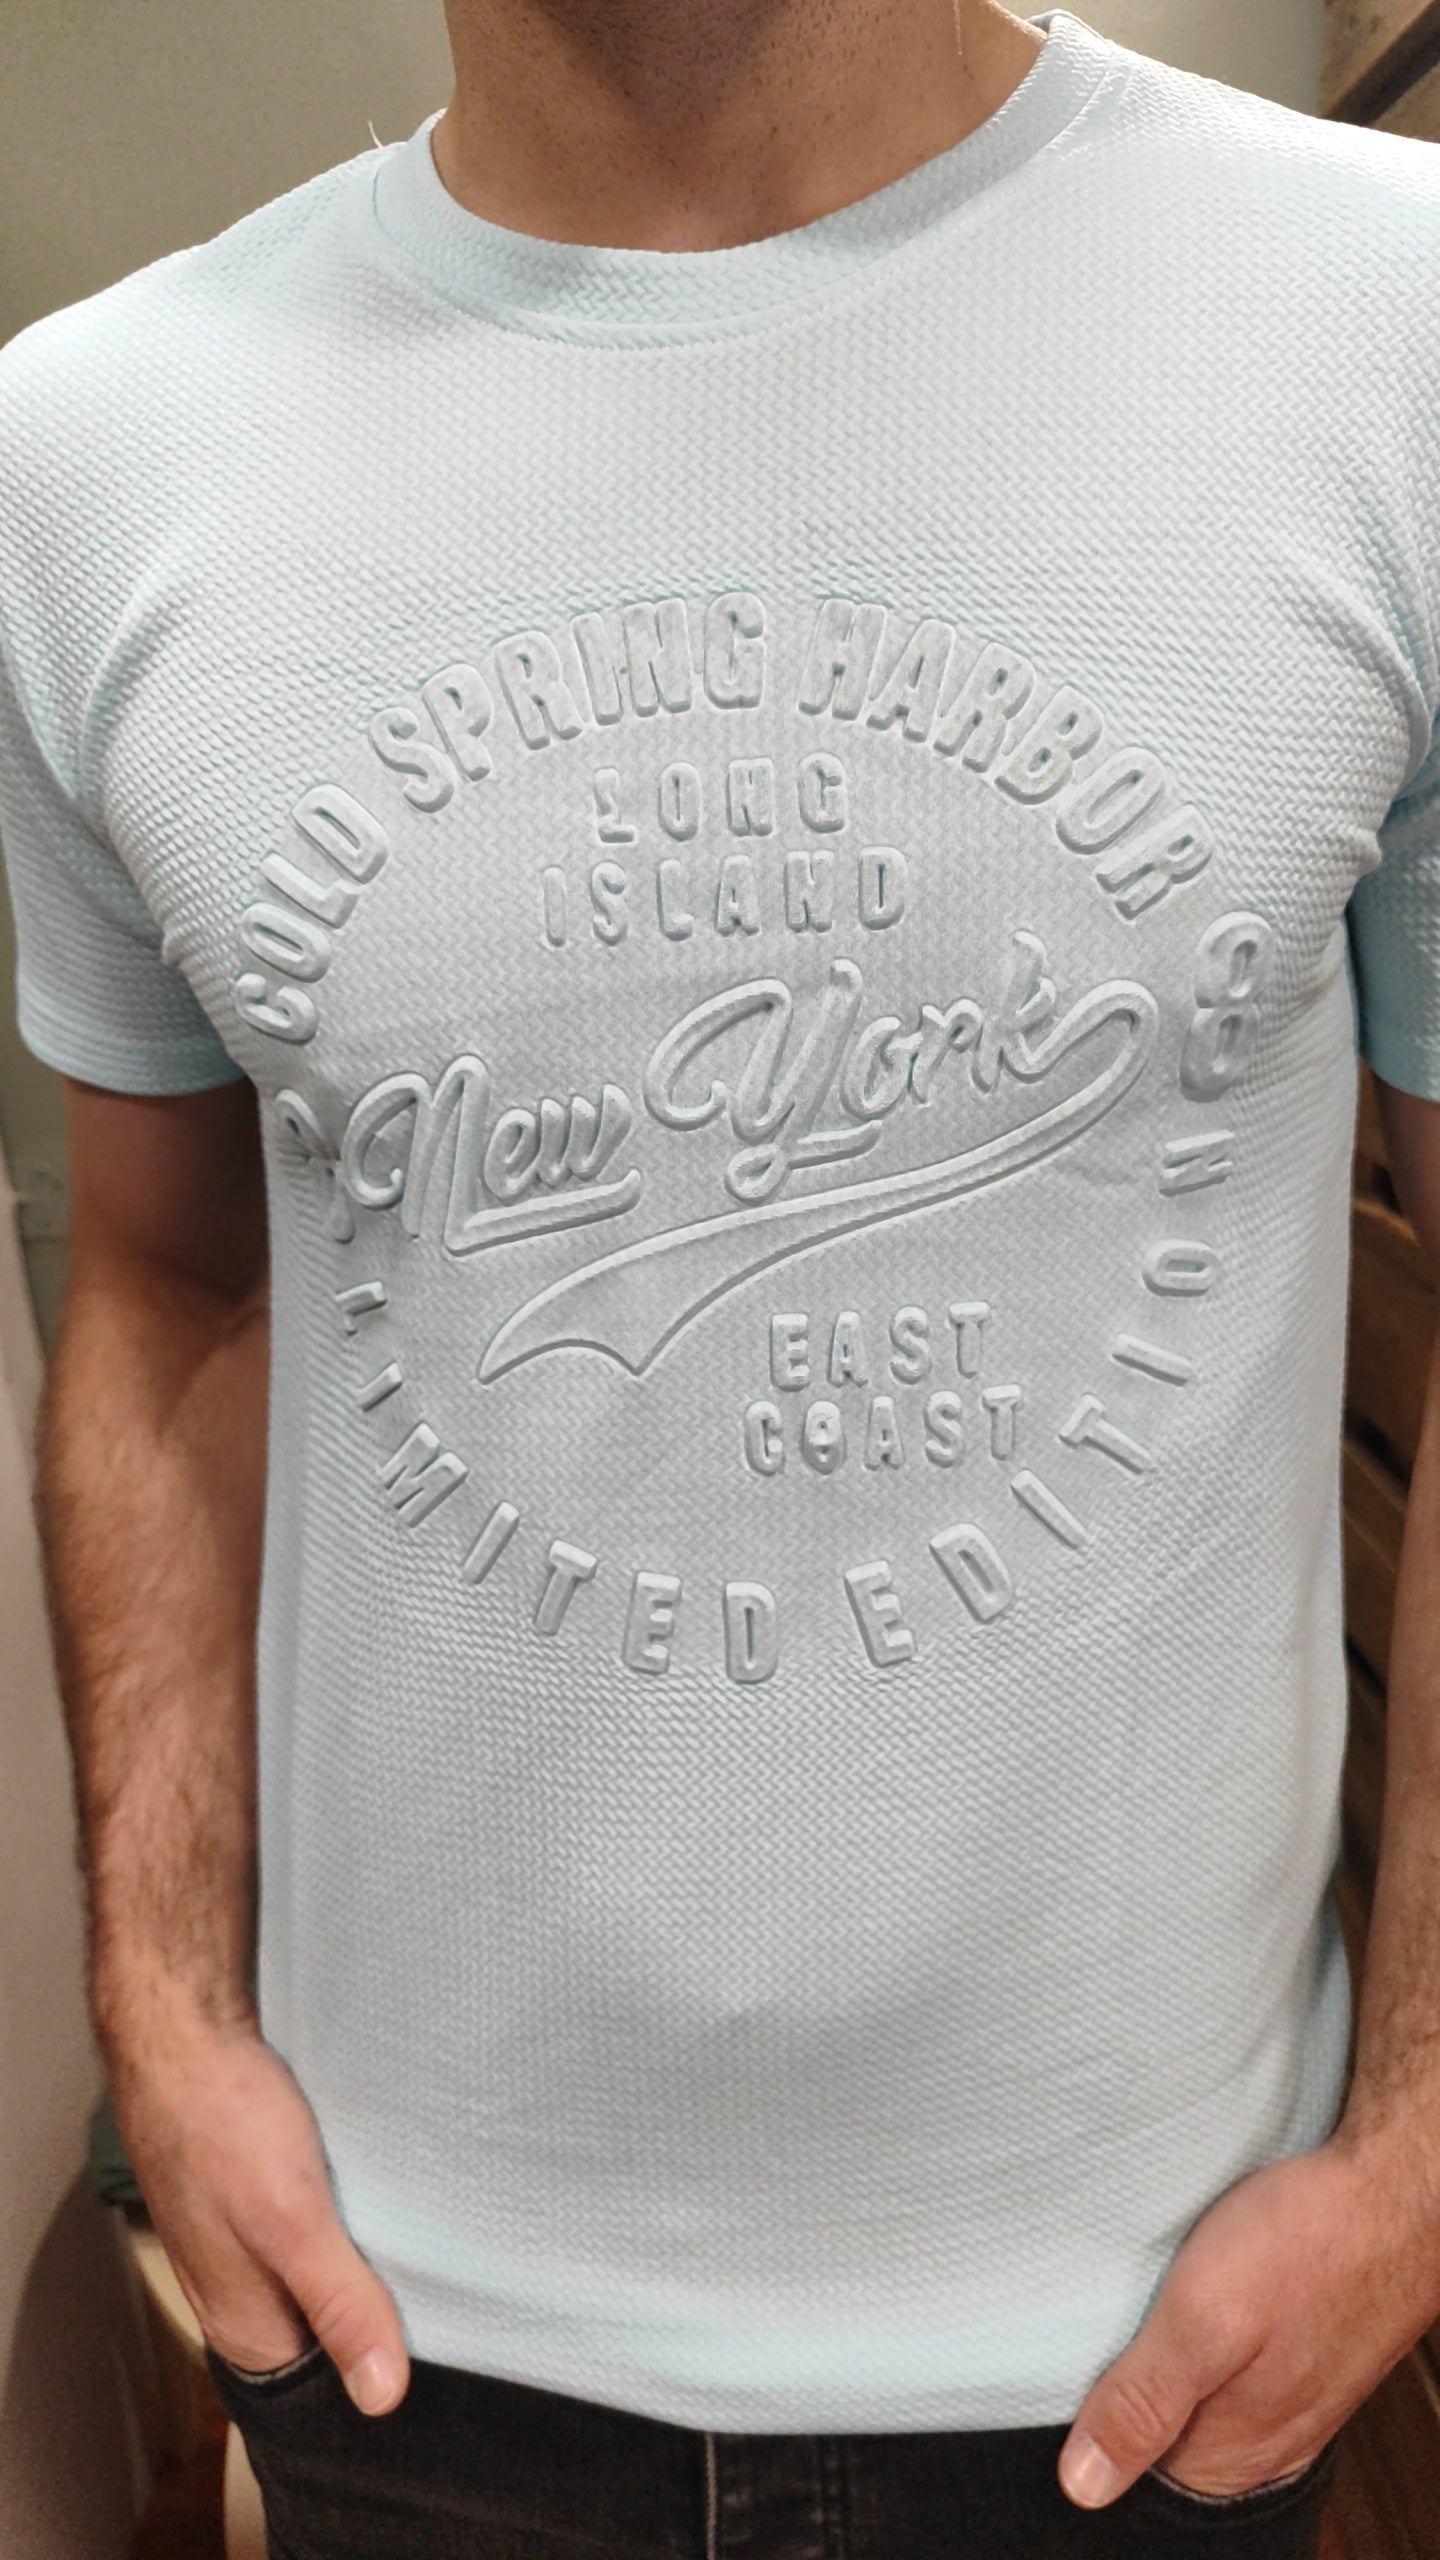 COLD SPRING HARBOR
LONG
ISLAND
New York
EAST
COAST
LIMITED EDITION